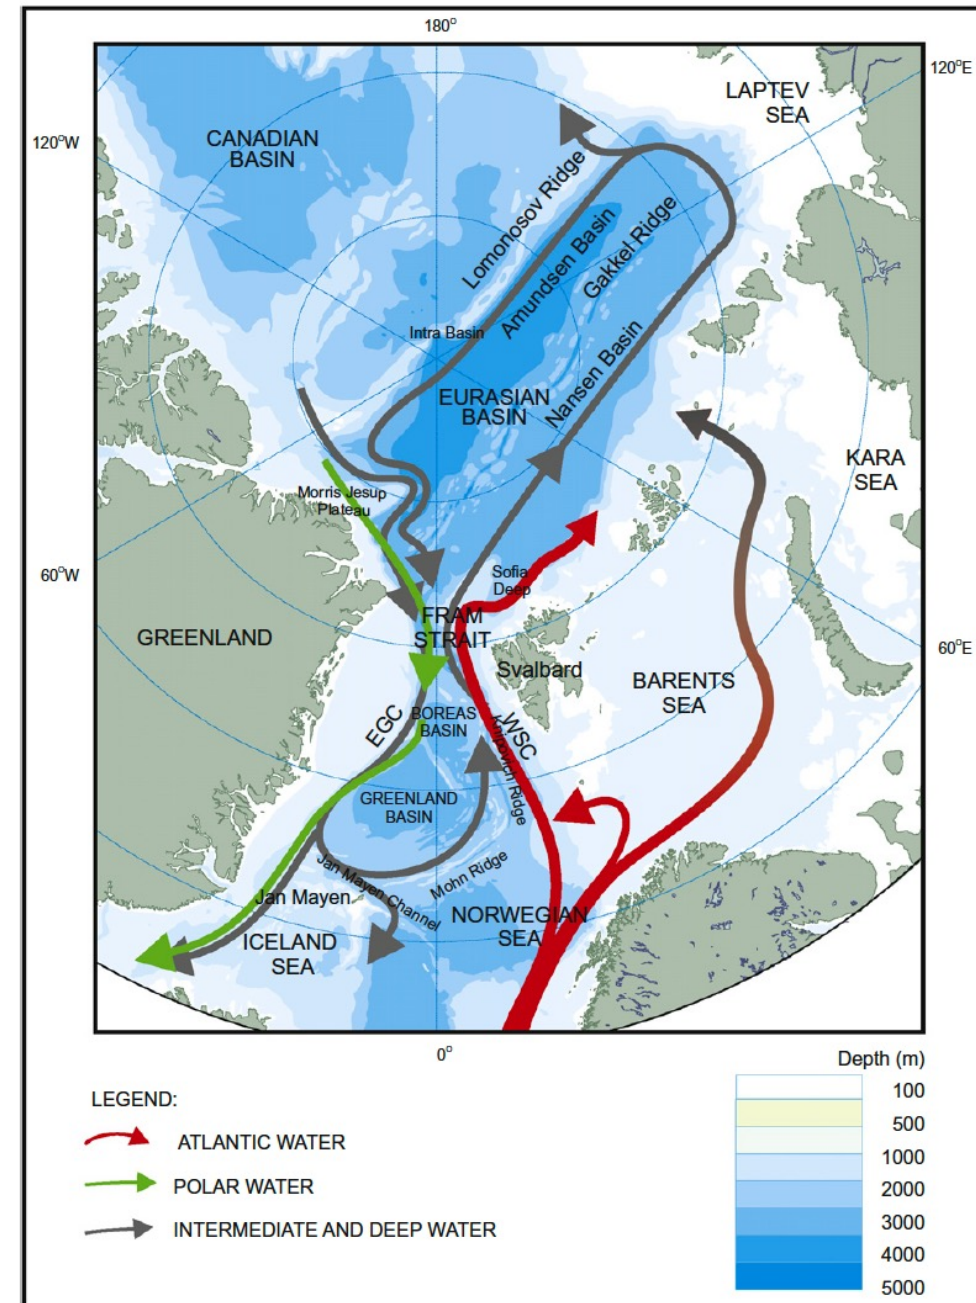 180°
120°E
LAPTEV
SEA
120°W
CANADIAN
BASIN
Lomonosov Ridge
Amundsen Basin
Gakkel Ridge
Intra Basin
Nansen Basin
EURASIAN
BASIN
KARA
SEA
Morris Jesup
Plateau
60°W
Sofia
Deep
FRAM
STRAIT
GREENLAND
Svalbard
60°E
BARENTS
SEA
EGC
BOREAS
BASIN
WSC
Knipovich Ridge
GREENLAND
BASIN
Jan Mayen Channel
Mohn Ridge
Jan Mayen
NORWEGIAN
SEA
ICELAND
SEA
0°
LEGEND:
ATLANTIC WATER
POLAR WATER
INTERMEDIATE AND DEEP WATER
Depth (m)
100
500
1000
2000
3000
4000
5000